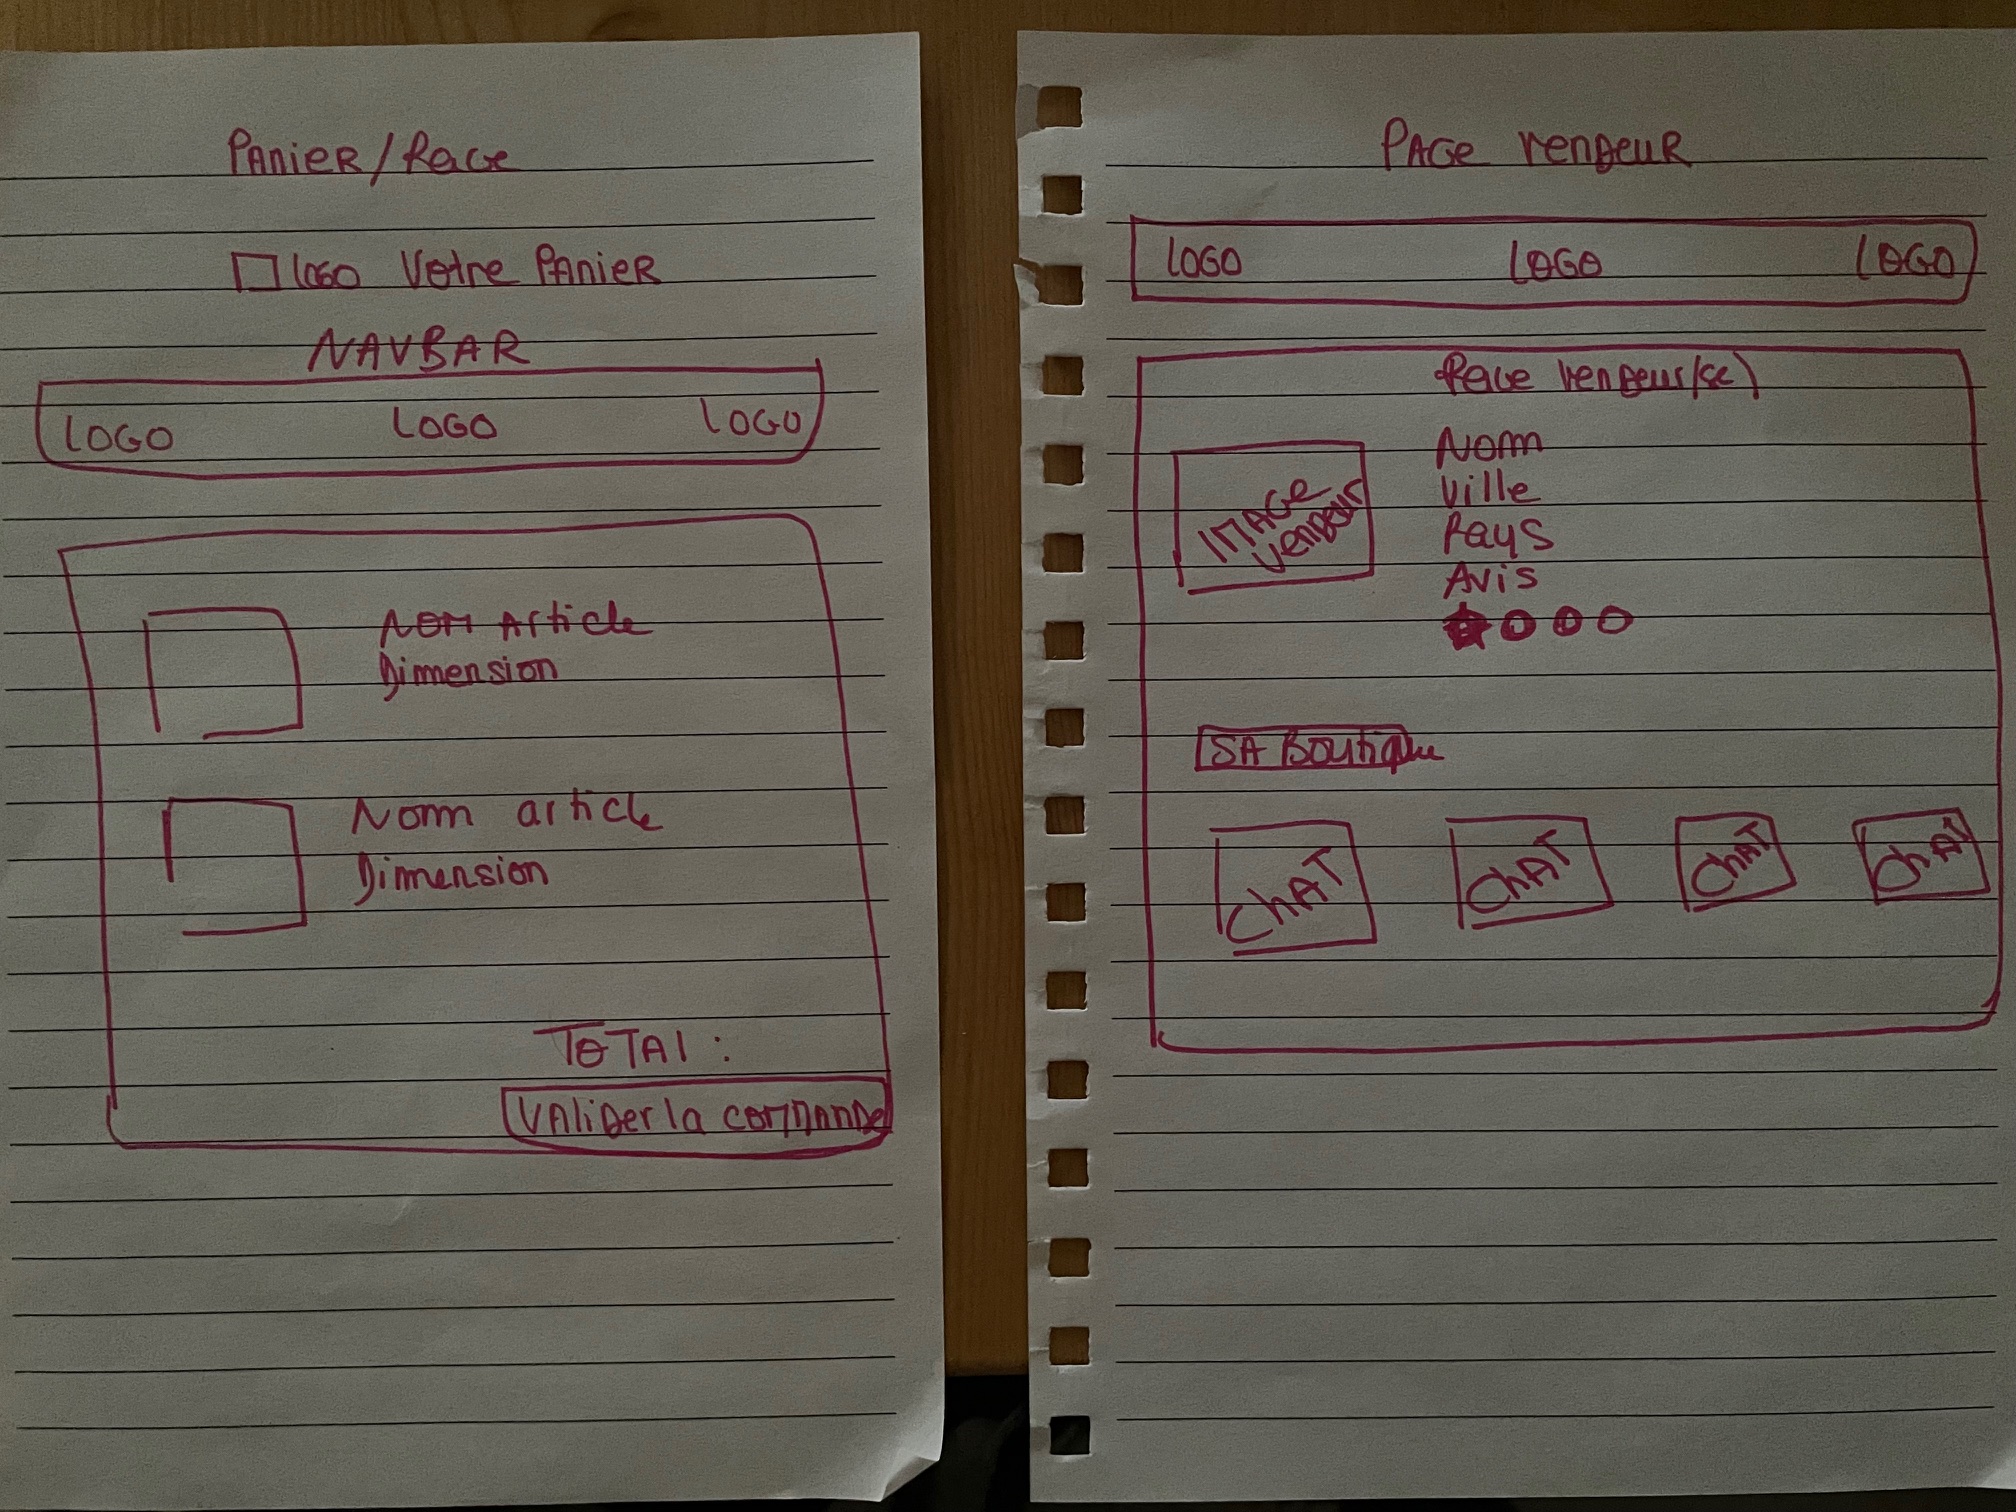 PANIER/PAGE
LOGO VOTRE PANIER
NAVBAR
LOGO LOGO LOGO
NOM ARTICLE
Dimension
Nom article
Dimension
TOTAL :
VALIDER la COMMANDE
PAGE VENDEUR
LOGO LOGO LOGO
Page vendeur(se)
NOM
Ville
Pays
AVIS
IMAGE
VENDEUR
SA Boutique
CHAT CHAT CHAT CHAT